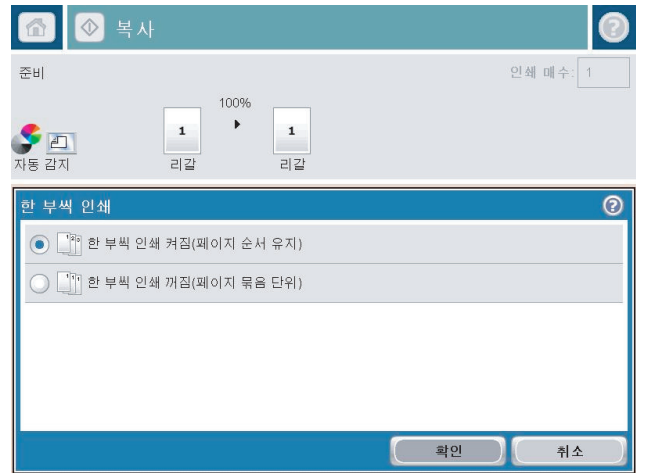 복사
준비
인쇄 매수: 1
100%
1 1
자동 감지 리갈 리갈
한 부씩 인쇄
한 부씩 인쇄 켜짐(페이지 순서 유지)
한 부씩 인쇄 꺼짐(페이지 묶음 단위)
확인 취소